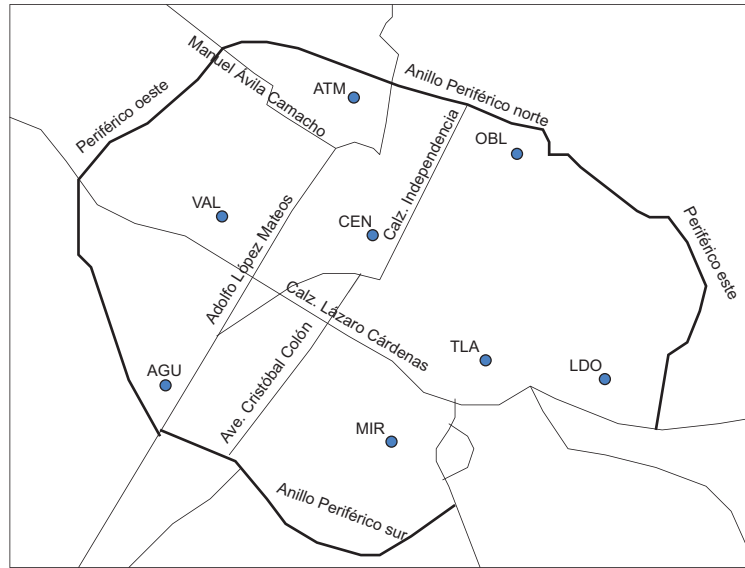 Manuel Ávila Camacho
ATM
Anillo Periférico norte
Periférico oeste
OBL
Calz. Independencia
VAL
CEN
Adolfo López Mateos
Periférico este
Calz. Lázaro Cárdenas
Ave. Cristóbal Colón
TLA
AGU
LDO
MIR
Anillo Periférico sur